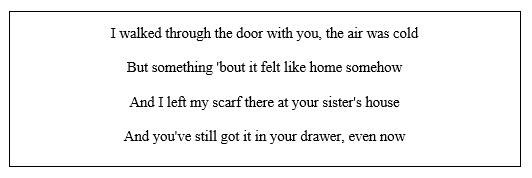 I walked through the door with you, the air was cold
But something 'bout it felt like home somehow
And I left my scarf there at your sister's house
And you've still got it in your drawer, even now